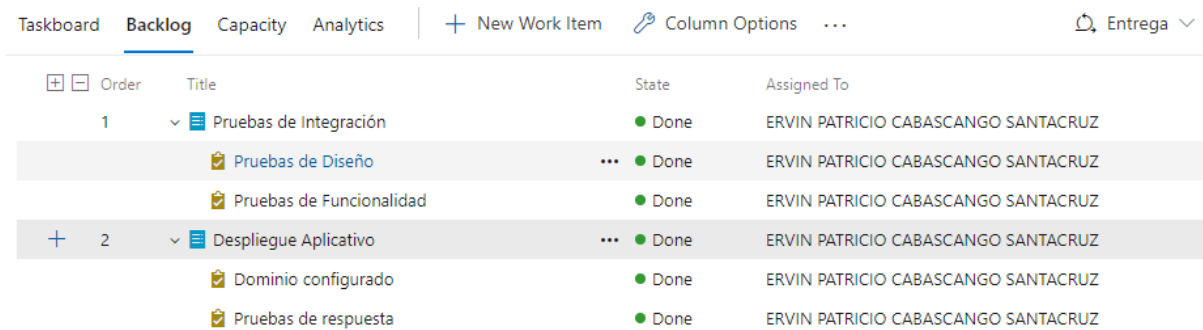 Taskboard Backlog Capacity Analytics + New Work Item Column Options ... Entrega
Order Title State Assigned To
1 Pruebas de Integración Done ERVIN PATRICIO CABASCANGO SANTACRUZ
Pruebas de Diseño ... Done ERVIN PATRICIO CABASCANGO SANTACRUZ
Pruebas de Funcionalidad Done ERVIN PATRICIO CABASCANGO SANTACRUZ
+ 2 Despliegue Aplicativo ... Done ERVIN PATRICIO CABASCANGO SANTACRUZ
Dominio configurado Done ERVIN PATRICIO CABASCANGO SANTACRUZ
Pruebas de respuesta Done ERVIN PATRICIO CABASCANGO SANTACRUZ